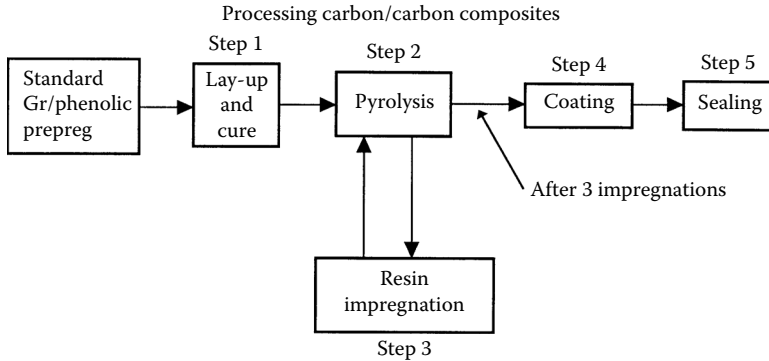 Processing carbon/carbon composites
Step 1
Step 2
Step 4
Step 5
Standard
Gr/phenolic
prepreg
Lay-up
and
cure
Pyrolysis
Coating
Sealing
After 3 impregnations
Resin
impregnation
Step 3